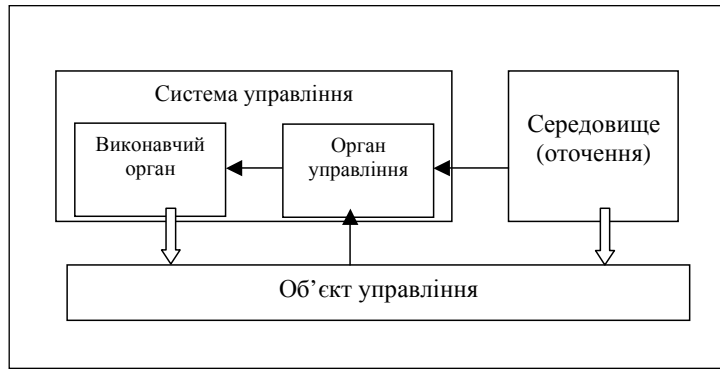 Система управління
Виконавчий
орган
Орган
управління
Середовище
(оточення)
Об’єкт управління